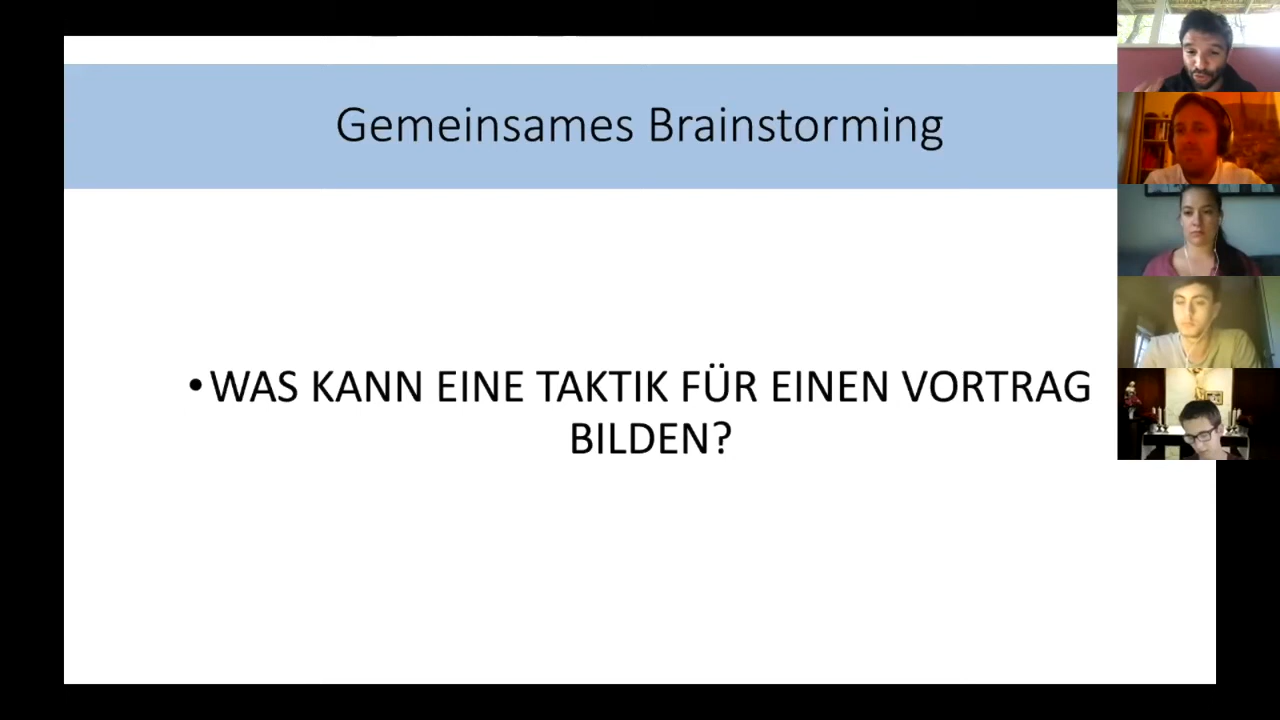 Gemeinsames Brainstorming
• WAS KANN EINE TAKTIK FÜR EINEN VORTRAG
BILDEN?